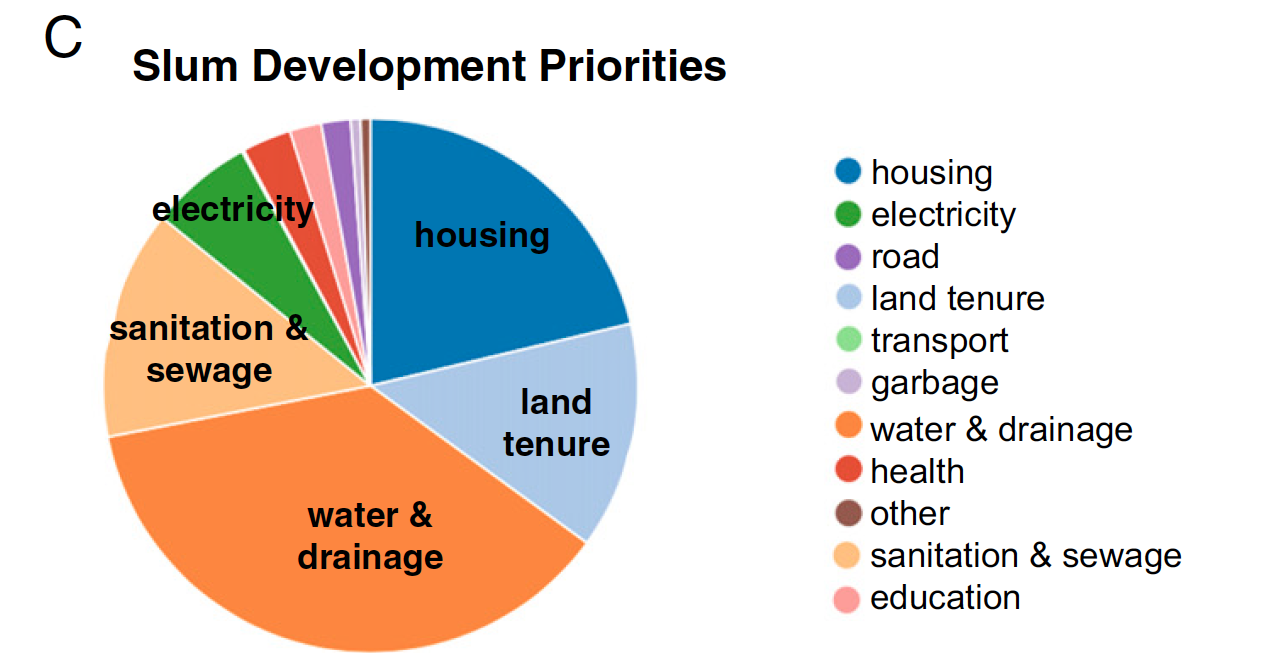 C
Slum Development Priorities
electricity
housing
sanitation &
sewage
land
tenure
water &
drainage
housing
electricity
road
land tenure
transport
garbage
water & drainage
health
other
sanitation & sewage
education